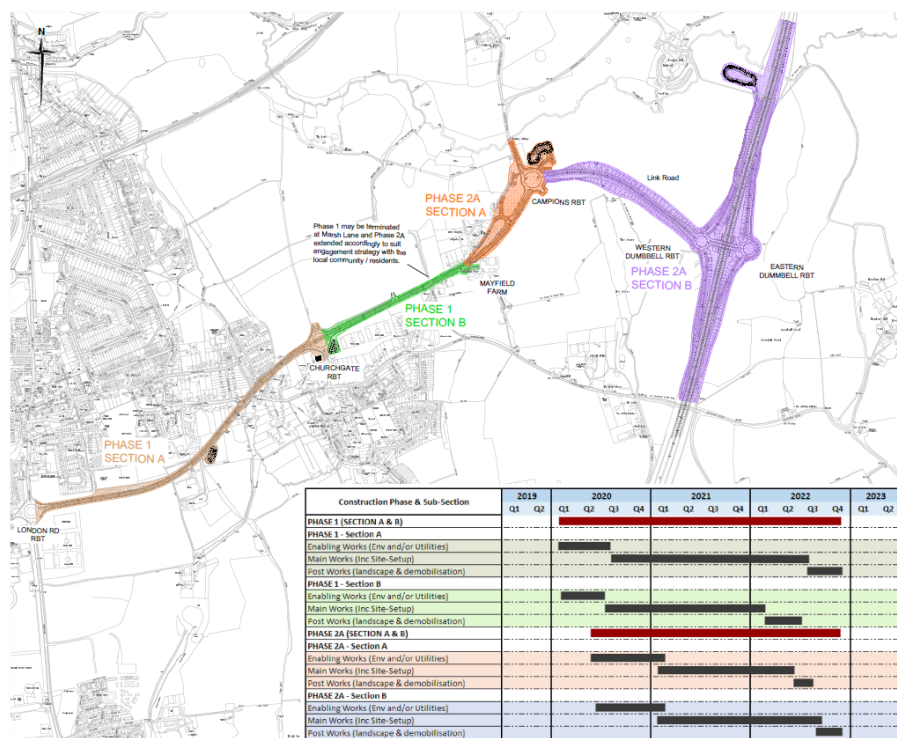 N
PHASE 2A
SECTION A
CAMPIONS RBT
Link Road
Phase 1 may be terminated
at Marsh Lane and Phase 2A
extended accordingly to suit
engagement strategy with the
local community / residents.
WESTERN
DUMBBELL RBT
EASTERN
DUMMBELL RBT
PHASE 2A
SECTION B
MAYFIELD
FARM
PHASE 1
SECTION B
CHURCHGATE
RBT
PHASE 1
SECTION A
LONDON RD
RBT
Construction Phase & Sub-Section 2019 2020 2021 2022 2023
Q1 Q2 Q1 Q2 Q3 Q4 Q1 Q2 Q3 Q4 Q1 Q2 Q3 Q4 Q1 Q2
PHASE 1 (SECTION A & B)
PHASE 1 - Section A
Enabling Works (Env and/or Utilities)
Main Works (Inc Site-Setup)
Post Works (landscape & demobilisation)
PHASE 1 - Section B
Enabling Works (Env and/or Utilities)
Main Works (Inc Site-Setup)
Post Works (landscape & demobilisation)
PHASE 2A (SECTION A & B)
PHASE 2A - Section A
Enabling Works (Env and/or Utilities)
Main Works (Inc Site-Setup)
Post Works (landscape & demobilisation)
PHASE 2A - Section B
Enabling Works (Env and/or Utilities)
Main Works (Inc Site-Setup)
Post Works (landscape & demobilisation)